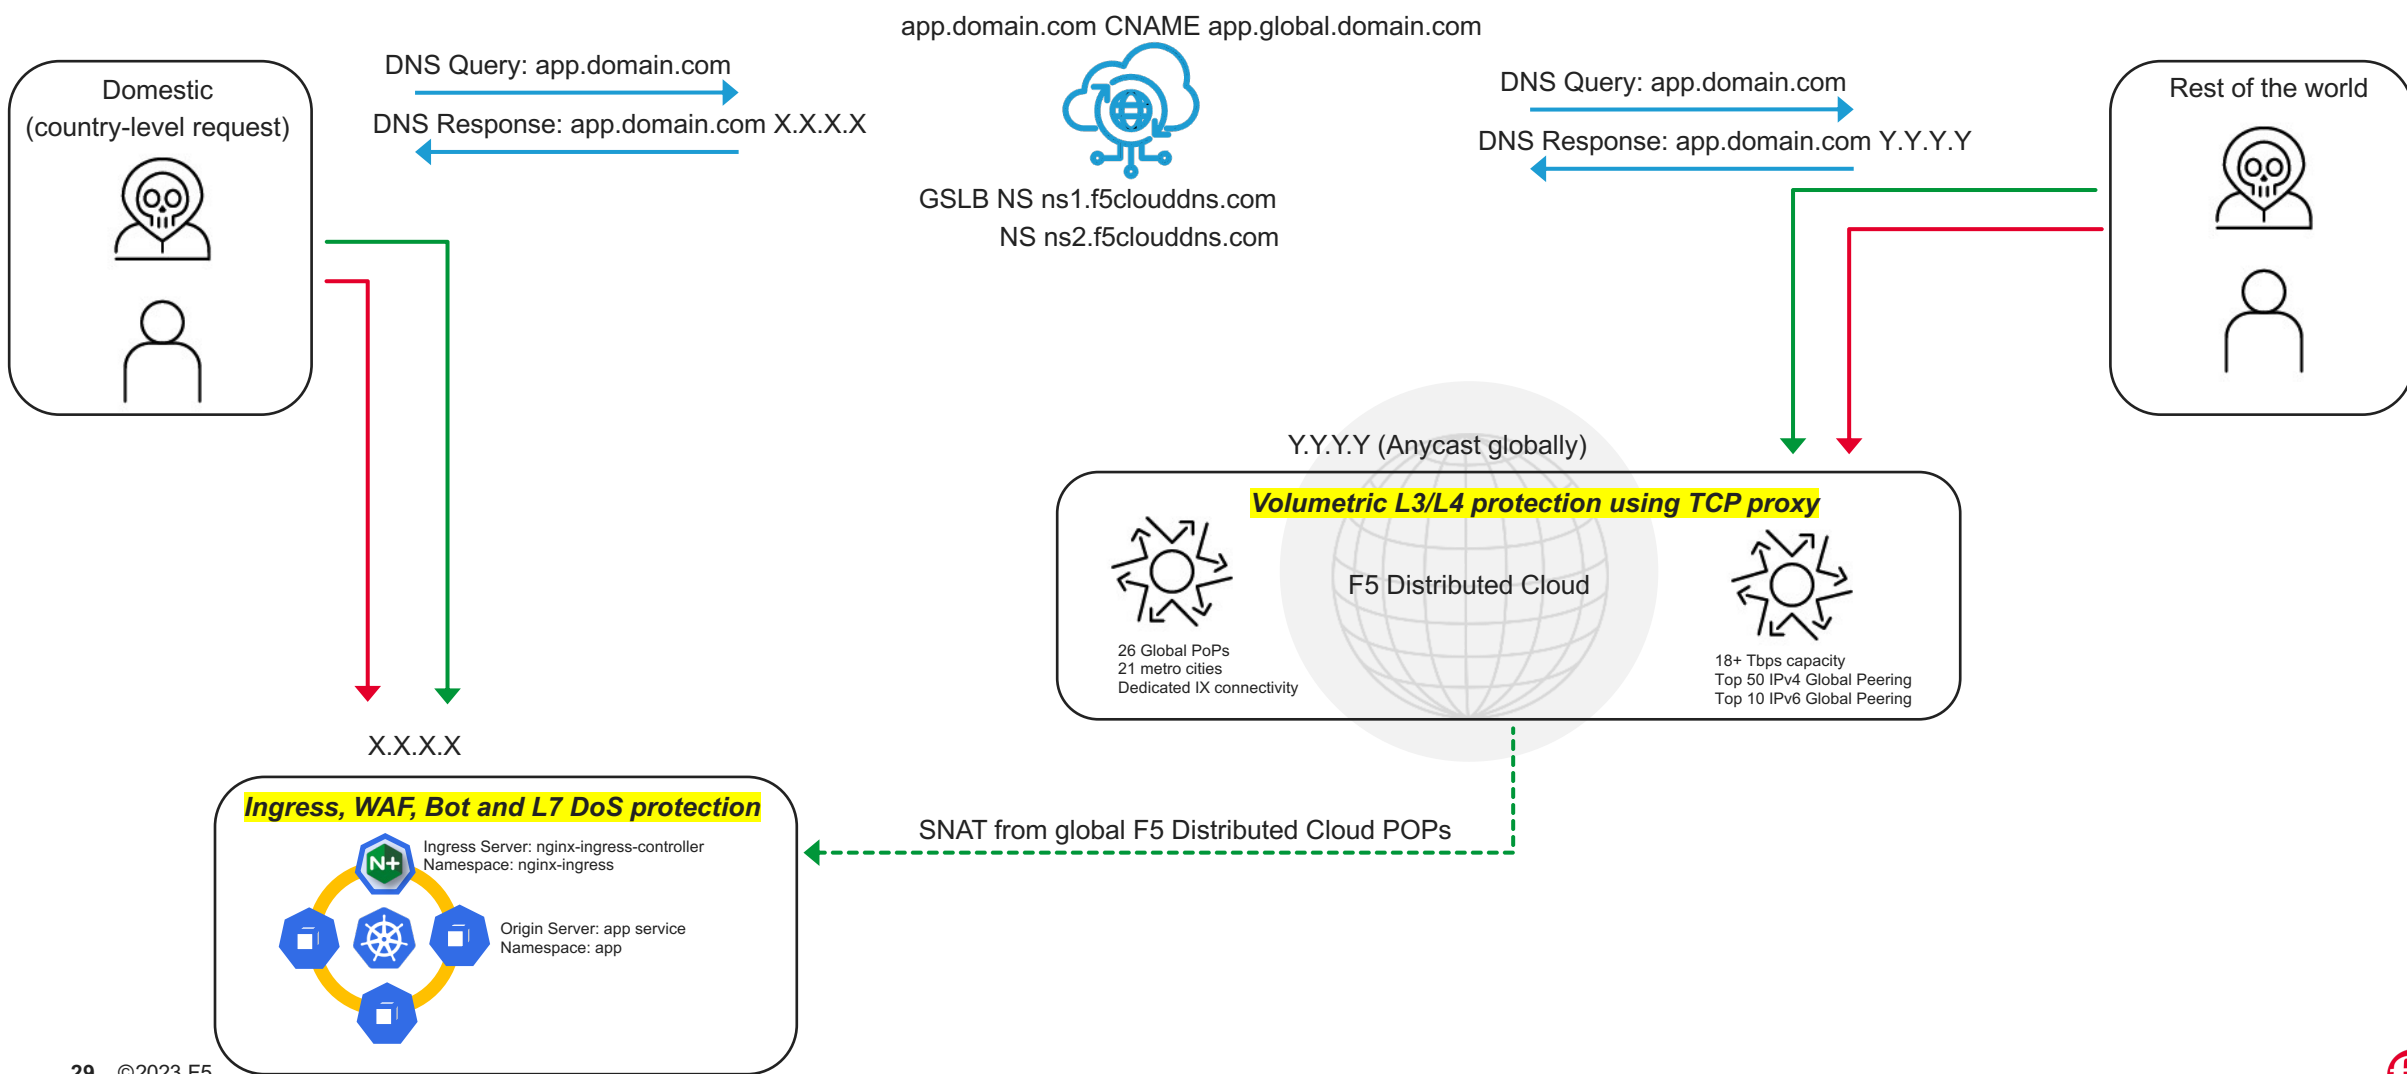 app.domain.com CNAME app.global.domain.com
Domestic
(country-level request)
DNS Query: app.domain.com
DNS Response: app.domain.com X.X.X.X
GSLB NS ns1.f5clouddns.com
NS ns2.f5clouddns.com
DNS Query: app.domain.com
DNS Response: app.domain.com Y.Y.Y.Y
Rest of the world
Y.Y.Y.Y (Anycast globally)
Volumetric L3/L4 protection using TCP proxy
F5 Distributed Cloud
26 Global PoPs
21 metro cities
Dedicated IX connectivity
18+ Tbps capacity
Top 50 IPv4 Global Peering
Top 10 IPv6 Global Peering
X.X.X.X
Ingress, WAF, Bot and L7 DoS protection
N+
Ingress Server: nginx-ingress-controller
Namespace: nginx-ingress
Origin Server: app service
Namespace: app
SNAT from global F5 Distributed Cloud POPs
29 ©2023 F5